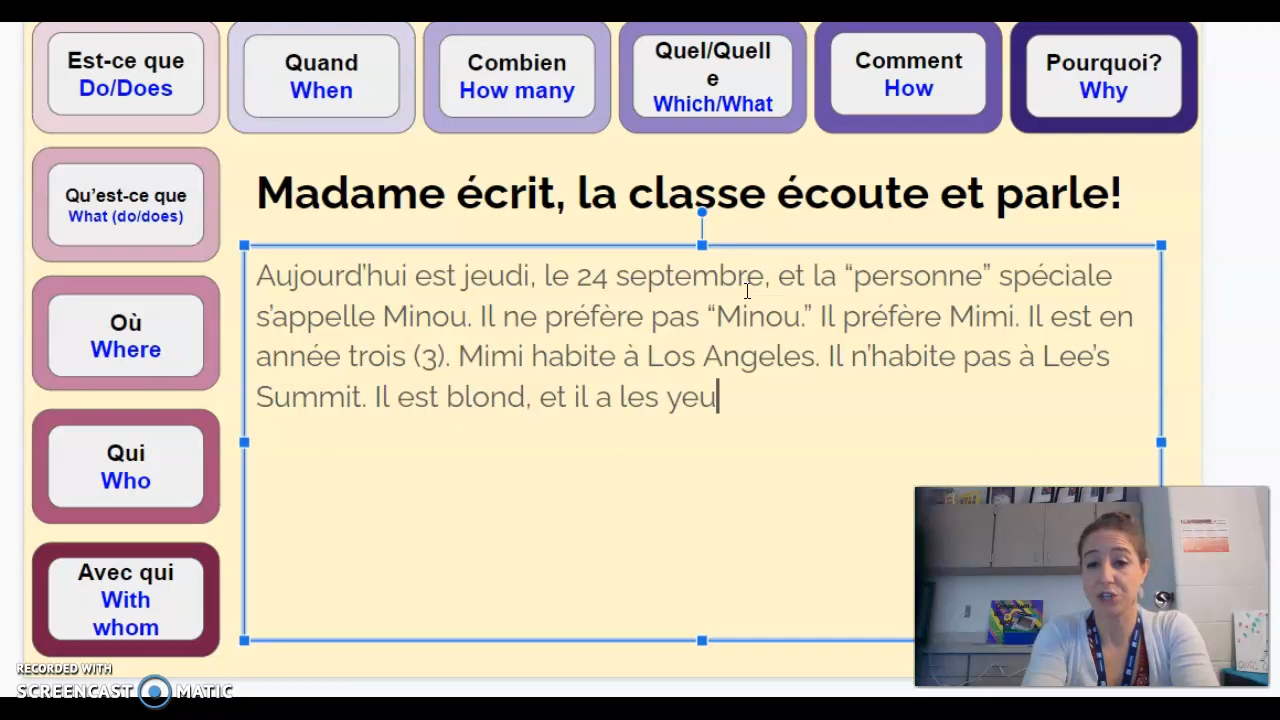 Est-ce que
Do/Does
Quand
When
Combien
How many
Quel/Quell
e
Which/What
Comment
How
Pourquoi?
Why
Qu'est-ce que
What (do/does)
Où
Where
Qui
Who
Avec qui
With
whom
Madame écrit, la classe écoute et parle!
Aujourd'hui est jeudi, le 24 septembre, et la “personne” spéciale
s'appelle Minou. Il ne préfère pas “Minou.” Il préfère Mimi. Il est en
année trois (3). Mimi habite à Los Angeles. Il n'habite pas à Lee's
Summit. Il est blond, et il a les yeu
RECORDED WITH
SCREENCAST MATIC